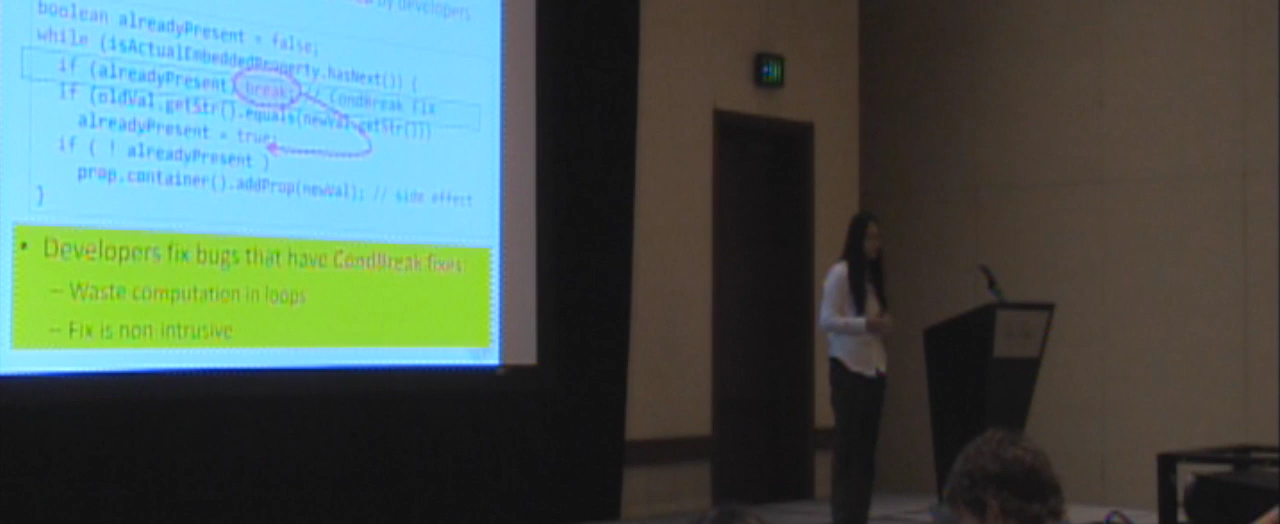 by developers
boolean alreadyPresent = false;
while (isActualEmbeddedProperty.hasNext()) {
if (alreadyPresent) break; // CondBreak fix
if (oldVal.getStr().equals(newVal.getStr()))
alreadyPresent = true;
if ( ! alreadyPresent )
prop.container().addProp(newVal); // side effect
}
• Developers fix bugs that have CondBreak fixes:
– Waste computation in loops
– Fix is non-intrusive